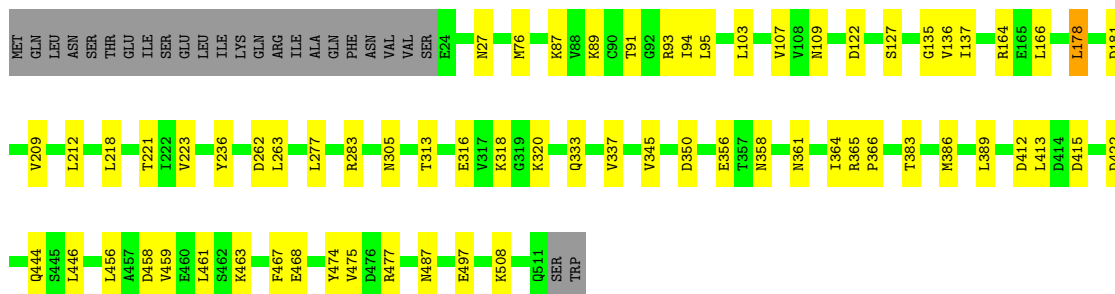 MET GLN LEU ASN SER THR GLU ILE SER GLU LEU ILE LYS GLN ARG ILE ALA GLN PHE ASN VAL VAL SER E24 N27 M76 K87 V88 K89 C90 T91 G92 R93 I94 L95 L103 V107 V108 N109 D122 S127 G135 V136 I137 R164 E165 L166 L178
V209 L212 L218 T221 I222 V223 Y236 D262 L263 L277 R283 N305 T313 E316 V317 K318 G319 K320 Q333 V337 V345 D350 E356 T357 N358 N361 I364 R365 P366 T383 M386 L389 D412 L413 D414 D415
Q444 S445 L446 L456 A457 D458 V459 E460 L461 S462 K463 F467 E468 Y474 V475 D476 R477 N487 E497 K508 Q511 SER TRP